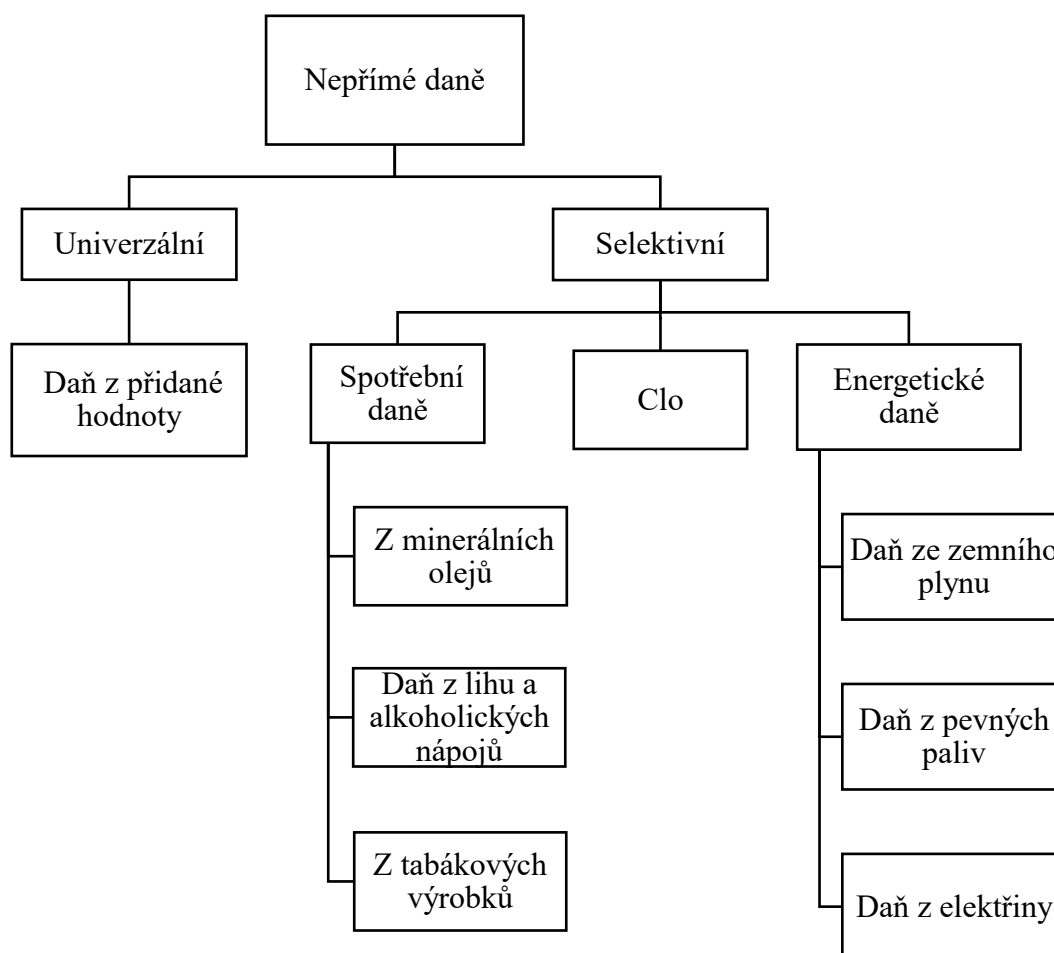 Nepřímé daně
Univerzální
Selektivní
Daň z přidané
hodnoty
Spotřební
daně
Clo
Energetické
daně
Z minerálních
olejů
Daň z lihu a
alkoholických
nápojů
Z tabákových
výrobků
Daň ze zemního
plynu
Daň z pevných
paliv
Daň z elektřiny